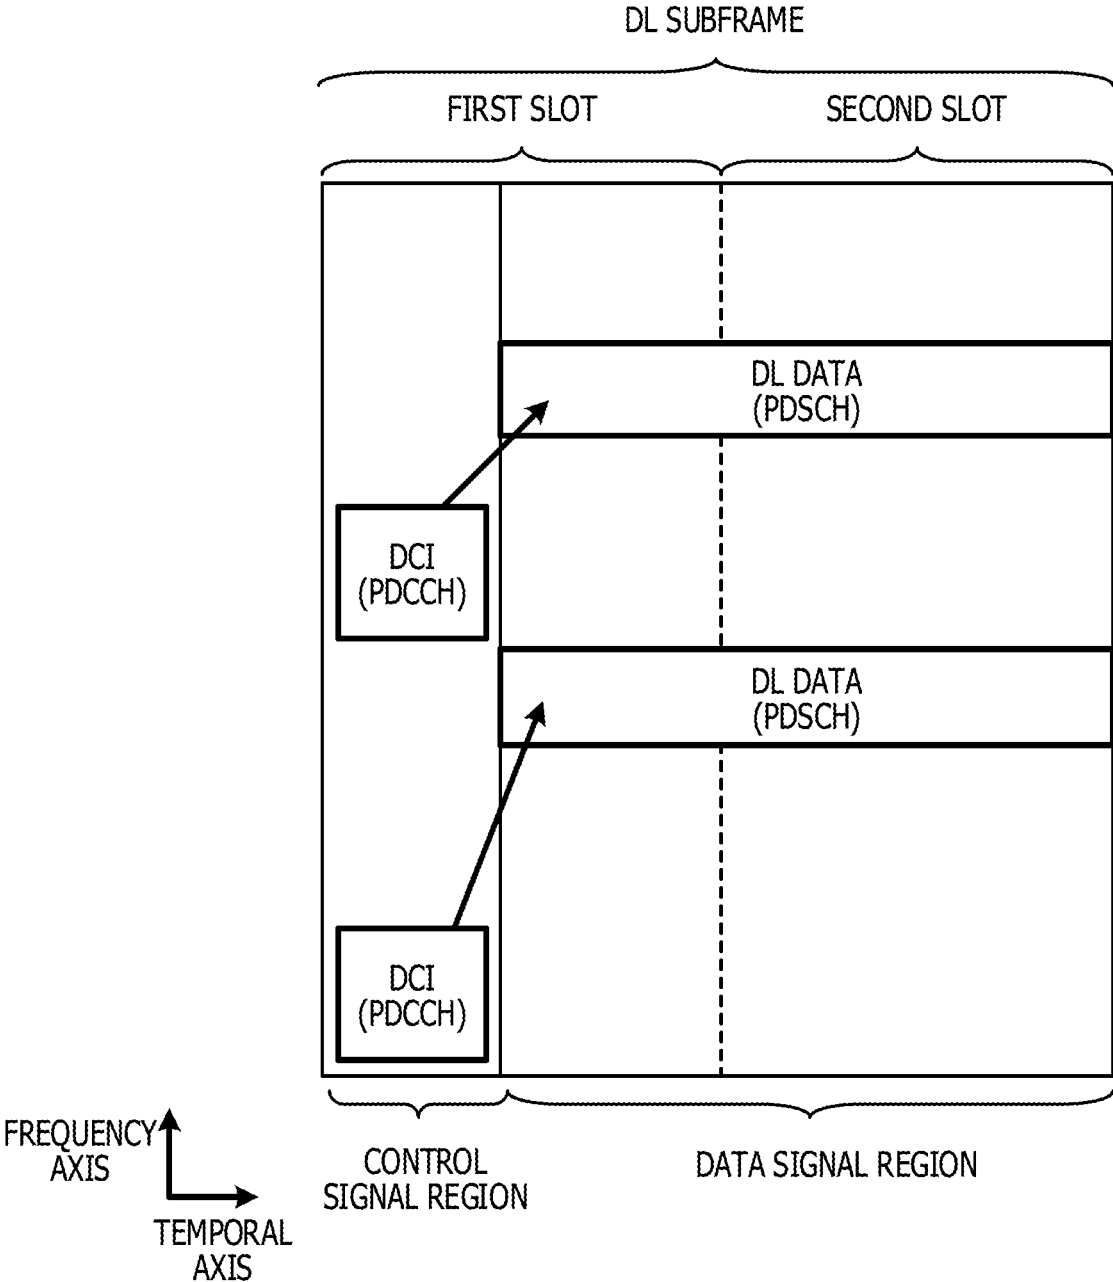 DL SUBFRAME
FIRST SLOT
SECOND SLOT
DL DATA
(PDSCH)
DCI
(PDCCH)
DL DATA
(PDSCH)
DCI
(PDCCH)
FREQUENCY
AXIS
TEMPORAL
AXIS
CONTROL
SIGNAL REGION
DATA SIGNAL REGION